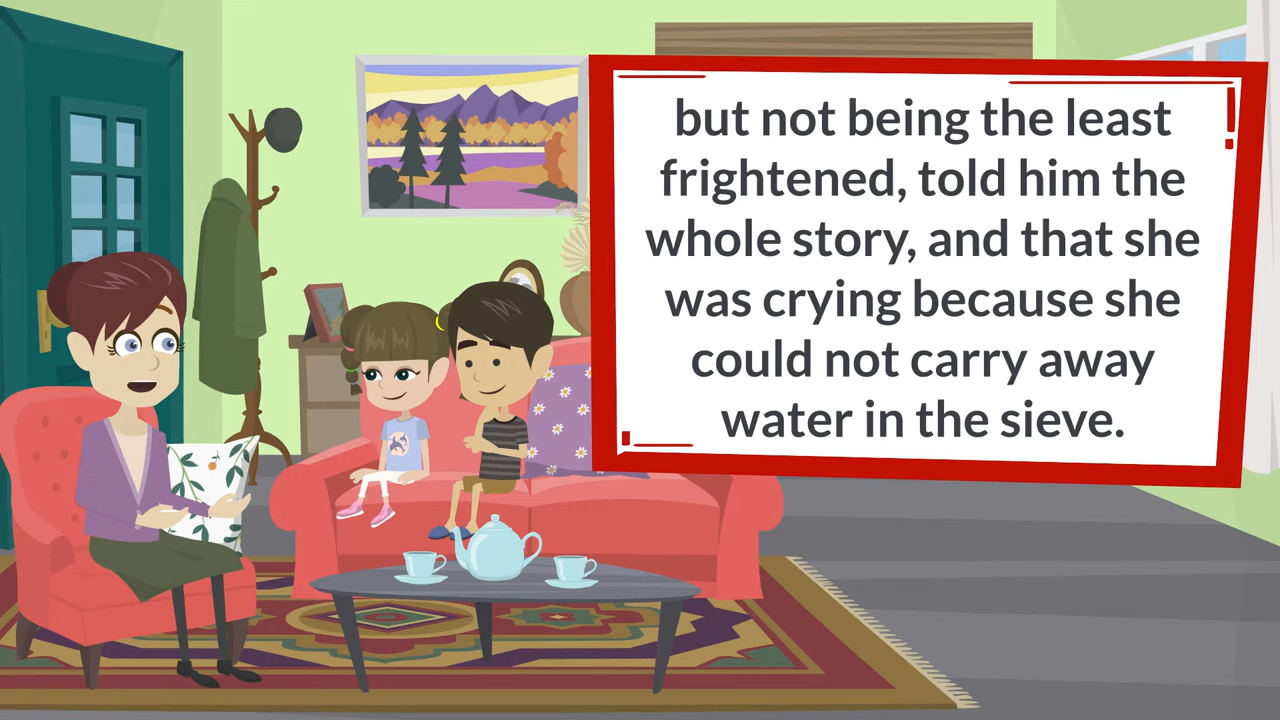 but not being the least
frightened, told him the
whole story, and that she
was crying because she
could not carry away
water in the sieve.